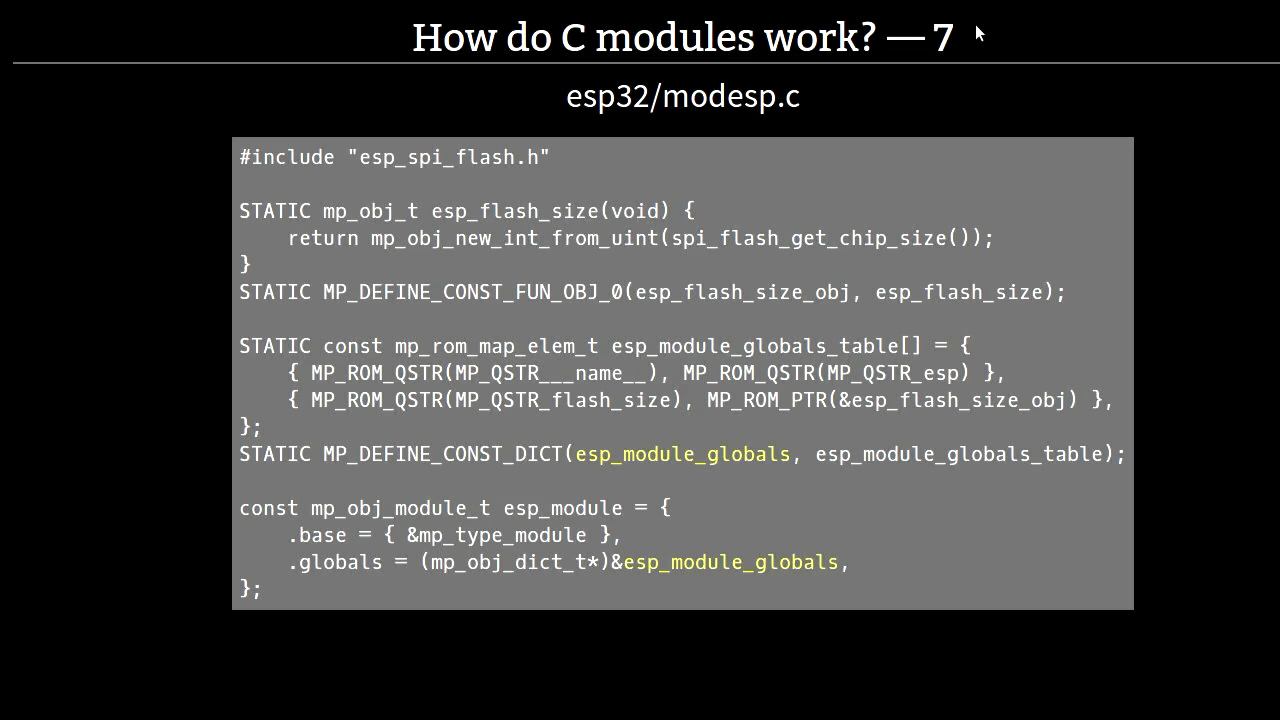 How do C modules work? — 7
esp32/modesp.c
#include "esp_spi_flash.h"
STATIC mp_obj_t esp_flash_size(void) {
    return mp_obj_new_int_from_uint(spi_flash_get_chip_size());
}
STATIC MP_DEFINE_CONST_FUN_OBJ_0(esp_flash_size_obj, esp_flash_size);
STATIC const mp_rom_map_elem_t esp_module_globals_table[] = {
    { MP_ROM_QSTR(MP_QSTR___name__), MP_ROM_QSTR(MP_QSTR_esp) },
    { MP_ROM_QSTR(MP_QSTR_flash_size), MP_ROM_PTR(&esp_flash_size_obj) },
};
STATIC MP_DEFINE_CONST_DICT(esp_module_globals, esp_module_globals_table);
const mp_obj_module_t esp_module = {
    .base = { &mp_type_module },
    .globals = (mp_obj_dict_t*)&esp_module_globals,
};